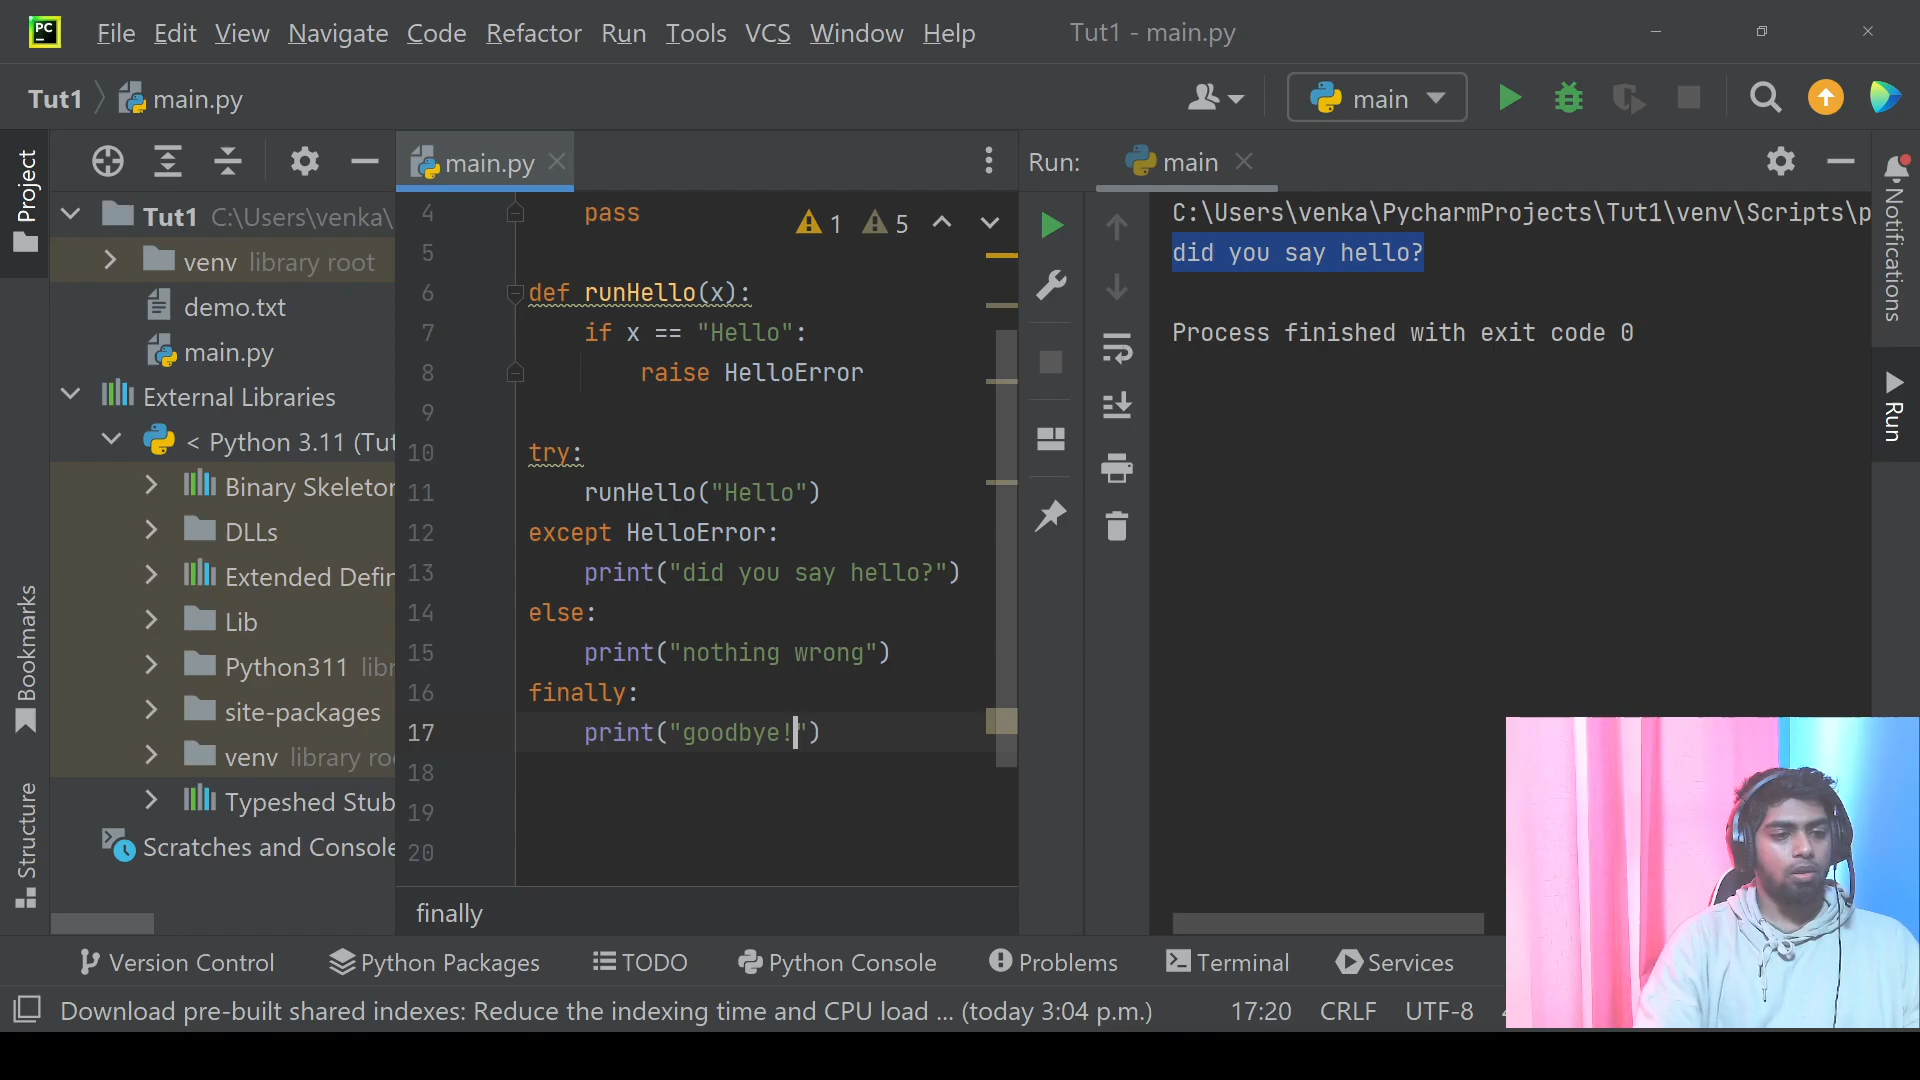 PC File Edit View Navigate Code Refactor Run Tools VCS Window Help Tut1 - main.py
Tut1 main.py main
Project
main.py Run: main
Tut1 C:\Users\venka\
venv library root
demo.txt
main.py
External Libraries
< Python 3.11 (Tut
Binary Skeletor
DLLs
Extended Defir
Lib
Python311 libr
site-packages
venv library roo
Typeshed Stub
Scratches and Console
Bookmarks
Structure
1 5
4 pass
5
6 def runHello(x):
7 if x == "Hello":
8 raise HelloError
9
10 try:
11 runHello("Hello")
12 except HelloError:
13 print("did you say hello?")
14 else:
15 print("nothing wrong")
16 finally:
17 print("goodbye!")
18
19
20
finally
C:\Users\venka\PycharmProjects\Tut1\venv\Scripts\p
did you say hello?
Process finished with exit code 0
Notifications
Run
Version Control Python Packages TODO Python Console Problems Terminal Services
Download pre-built shared indexes: Reduce the indexing time and CPU load ... (today 3:04 p.m.) 17:20 CRLF UTF-8